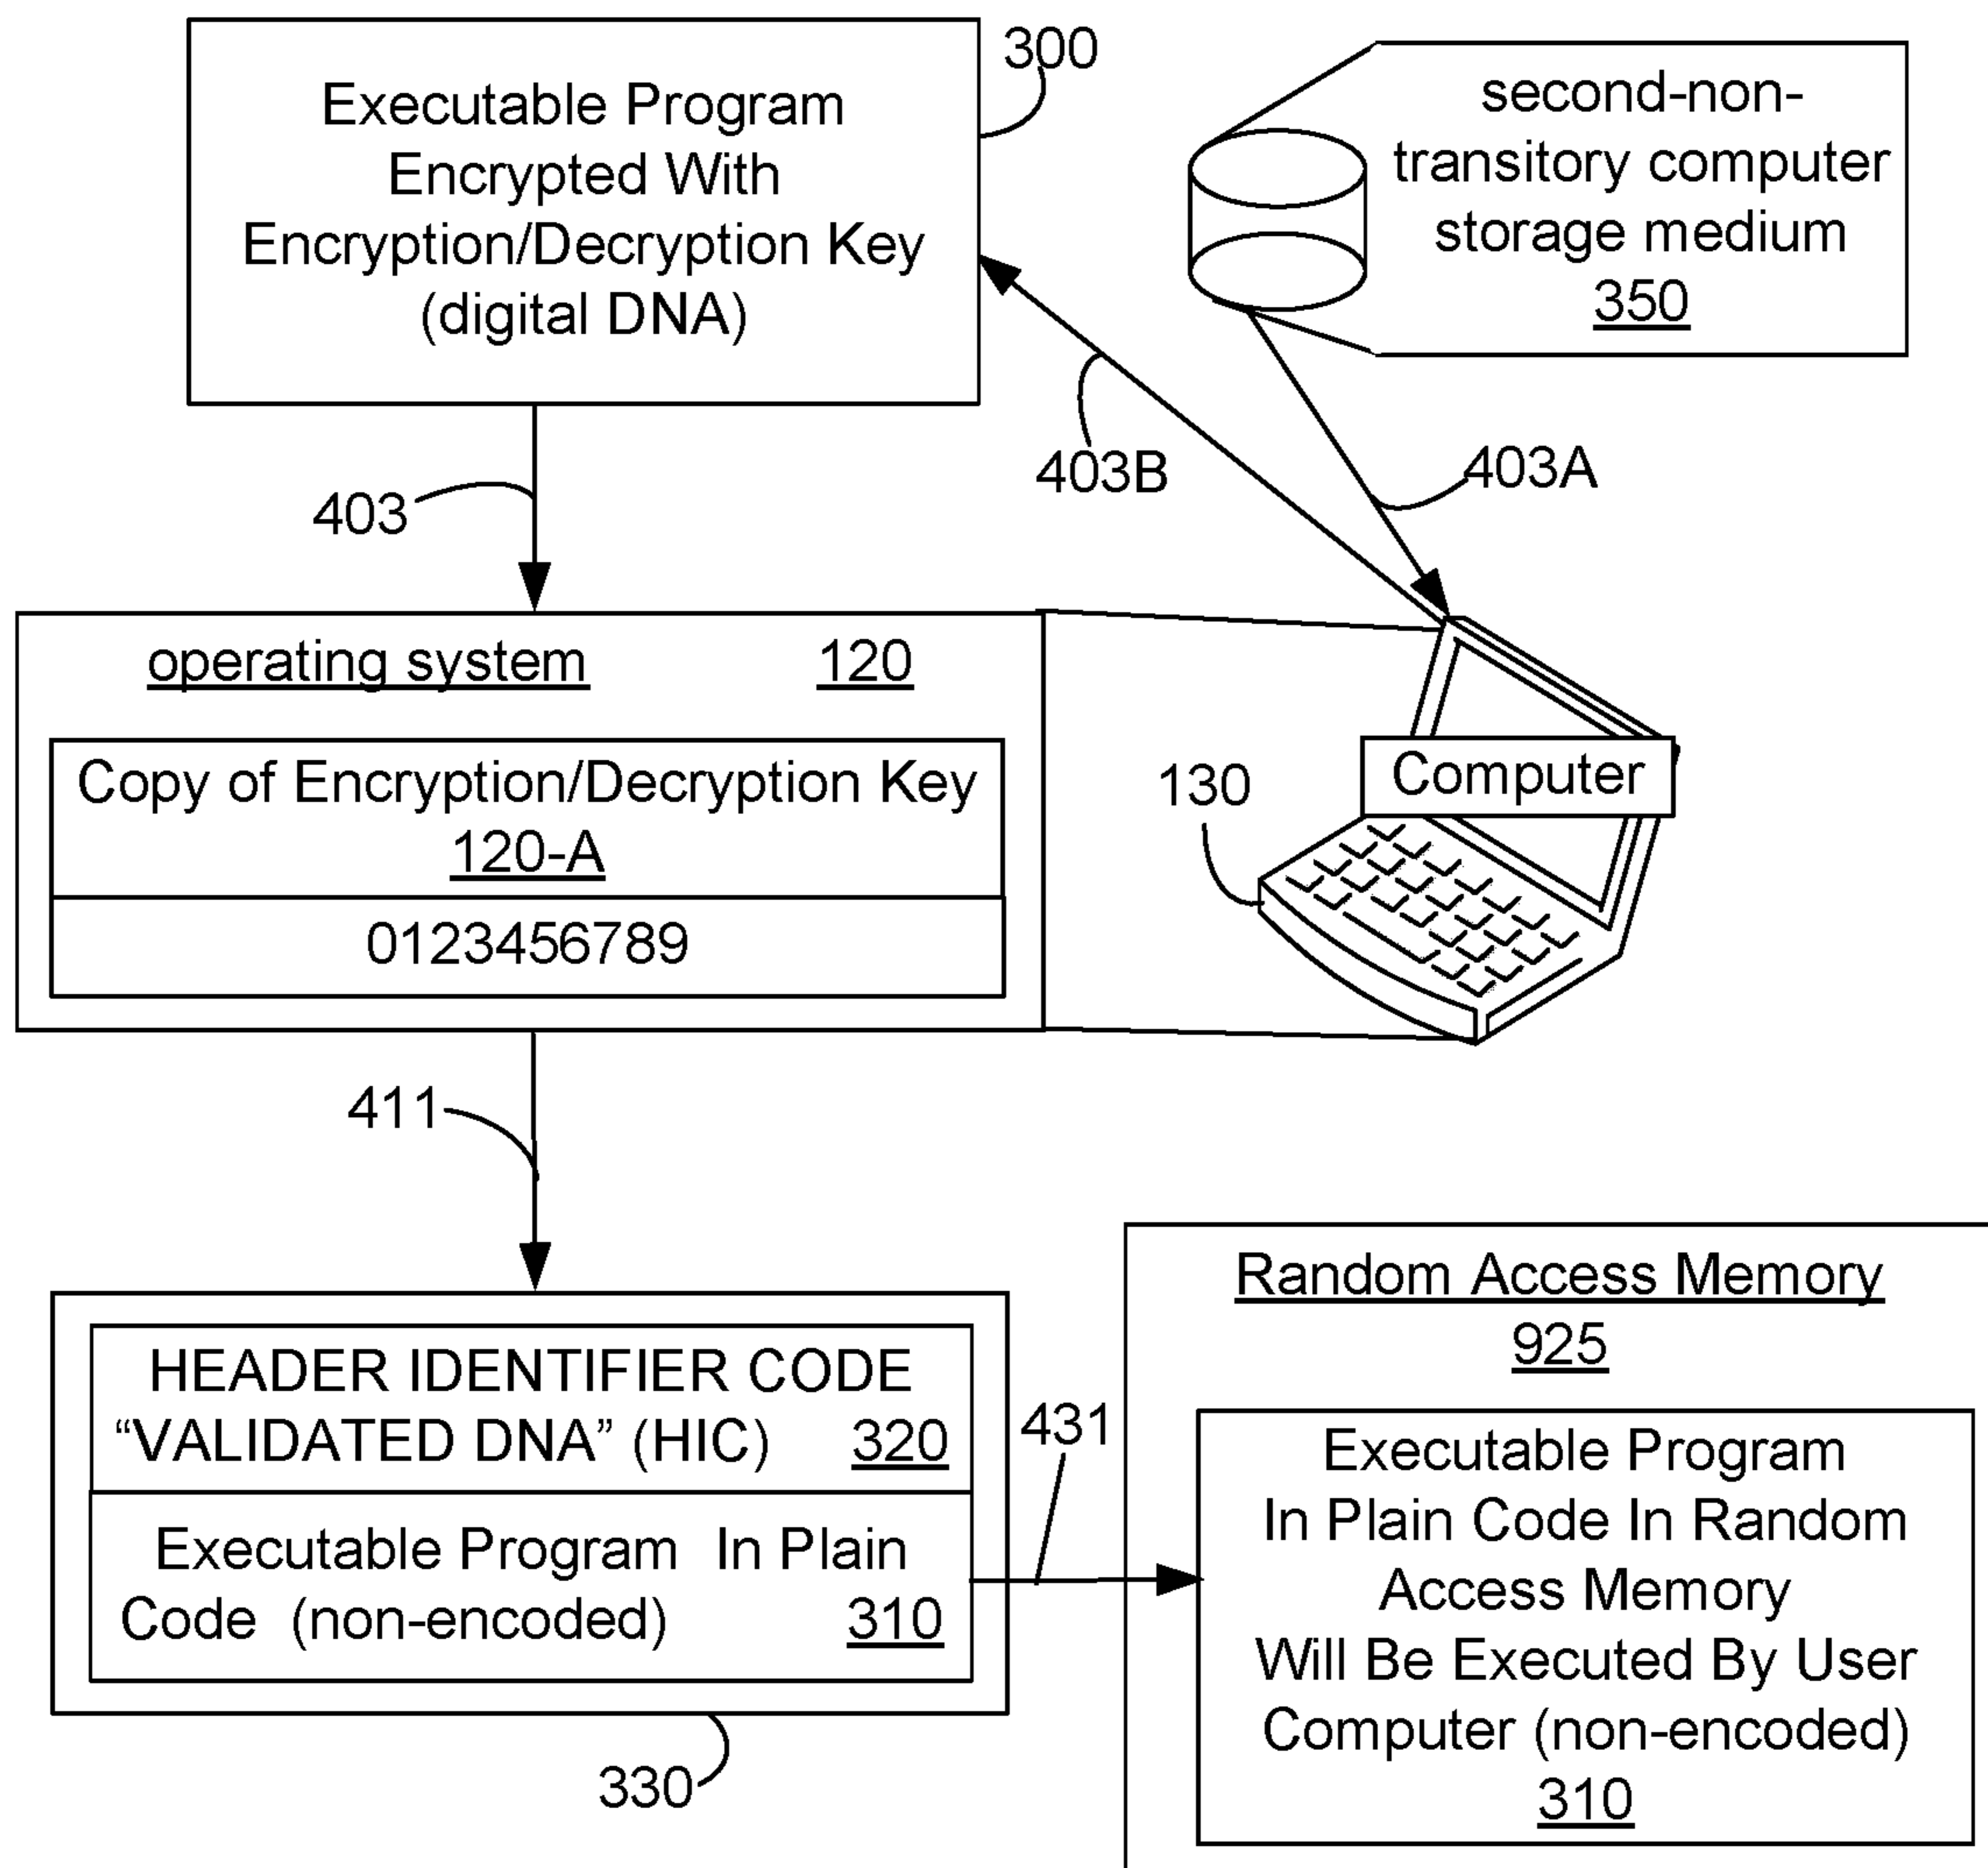 Executable Program
Encrypted With
Encryption/Decryption Key
(digital DNA)
300
second-non-
transitory computer
storage medium
350
403
403B
403A
operating system 120
Copy of Encryption/Decryption Key
120-A
0123456789
130
Computer
411
HEADER IDENTIFIER CODE
“VALIDATED DNA” (HIC) 320
Executable Program In Plain
Code (non-encoded) 310
330
431
Random Access Memory
925
Executable Program
In Plain Code In Random
Access Memory
Will Be Executed By User
Computer (non-encoded)
310